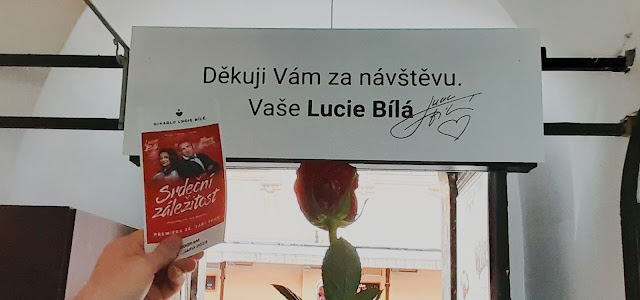 Děkuji Vám za návštěvu.
Vaše Lucie Bílá
DIVADLO LUCIE BÍLÉ
Srdeční
záležitost